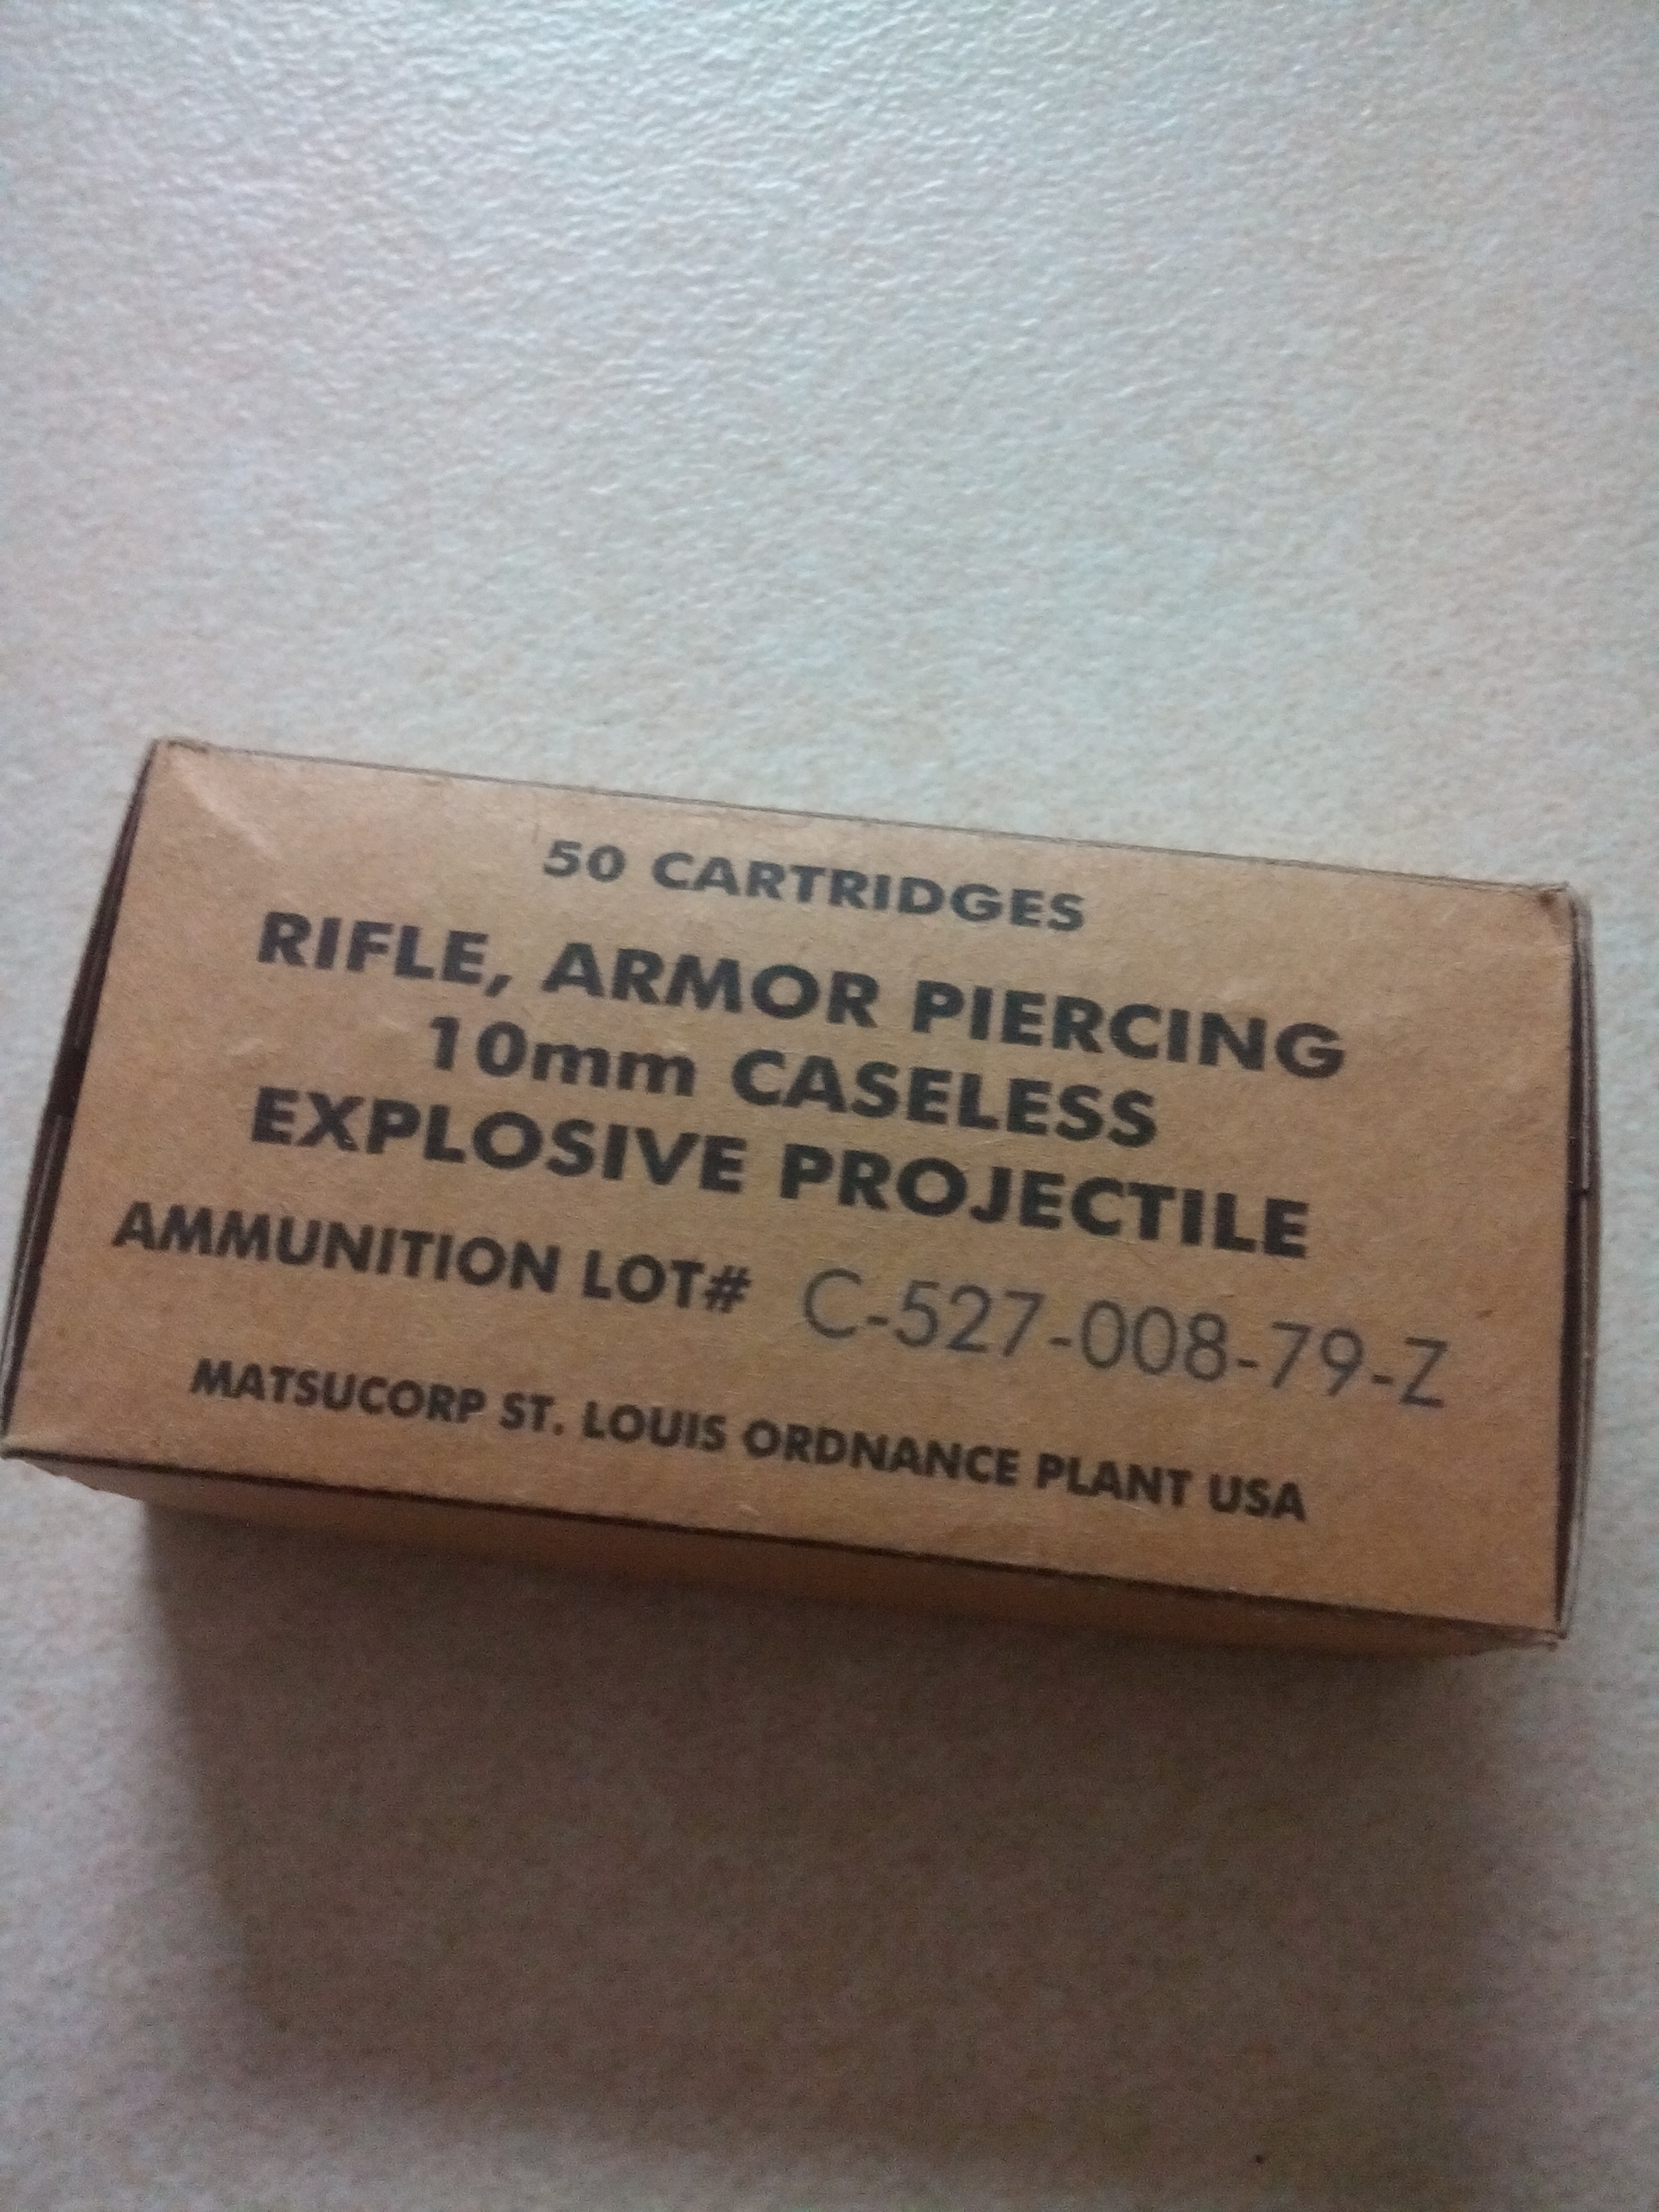 50 CARTRIDGES
RIFLE, ARMOR PIERCING
10mm CASELESS
EXPLOSIVE PROJECTILE
AMMUNITION LOT# C-527-008-79-Z
MATSUCORP ST. LOUIS ORDNANCE PLANT USA